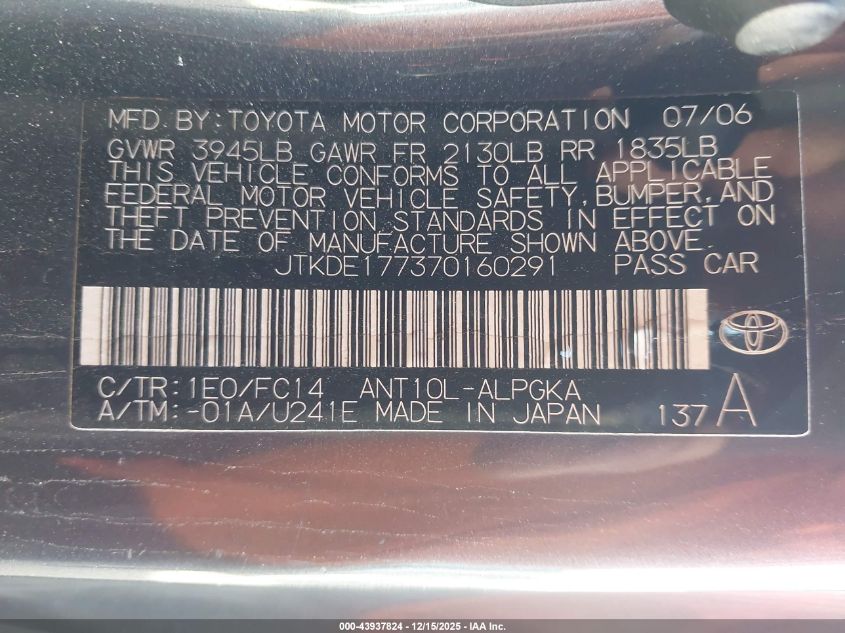 MFD BY: TOYOTA MOTOR CORPORATION 07/06
GVWR 3945LB GAWR FR 2130LB RR 1835LB
THIS VEHICLE CONFORMS TO ALL APPLICABLE
FEDERAL MOTOR VEHICLE SAFETY, BUMPER, AND
THEFT PREVENTION STANDARDS IN EFFECT ON
THE DATE OF MANUFACTURE SHOWN ABOVE.
JTKDE177370160291 PASS CAR
C/TR: 1E0/FC14 ANT10L-ALPGKA
A/TM: -01A/U241E MADE IN JAPAN 137 A
000-43937824 - 12/15/2025 - IAA Inc.